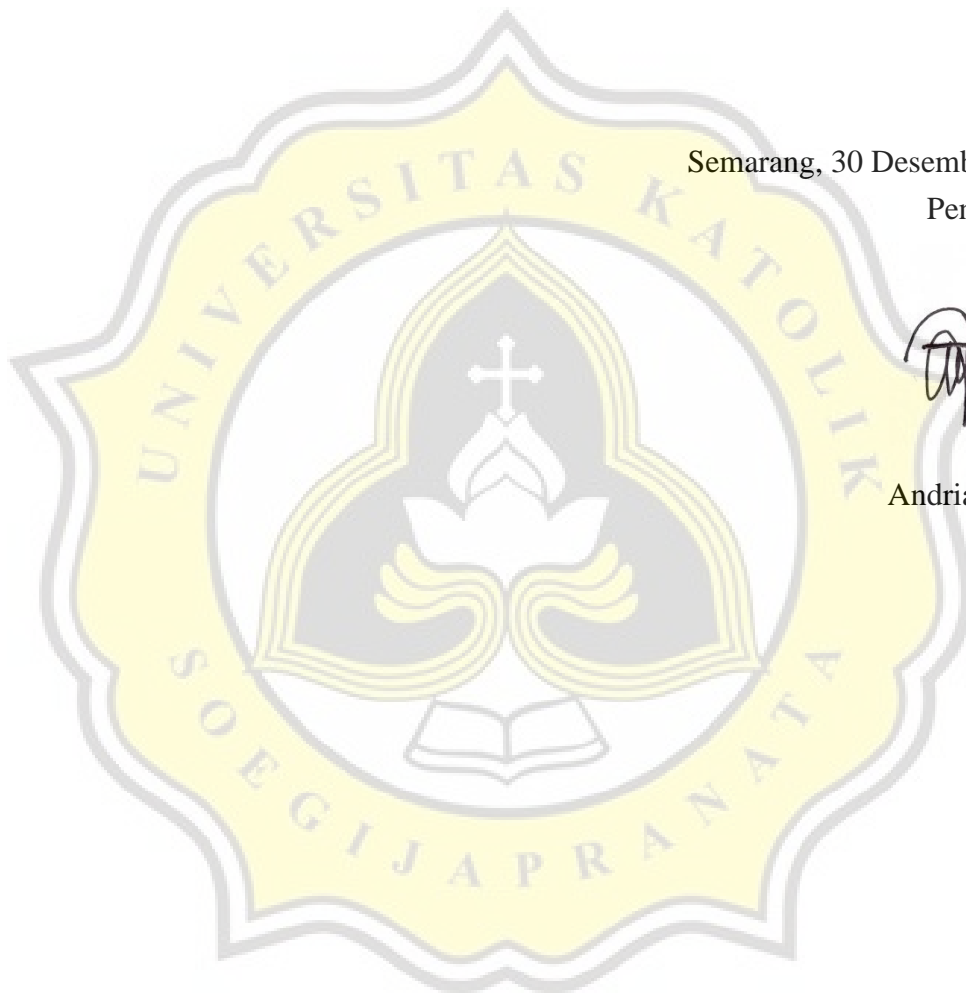 Semarang, 30 Desemb
Per
Andria
UNIVERSITAS KATOLIK
SOEGIJAPRANATA